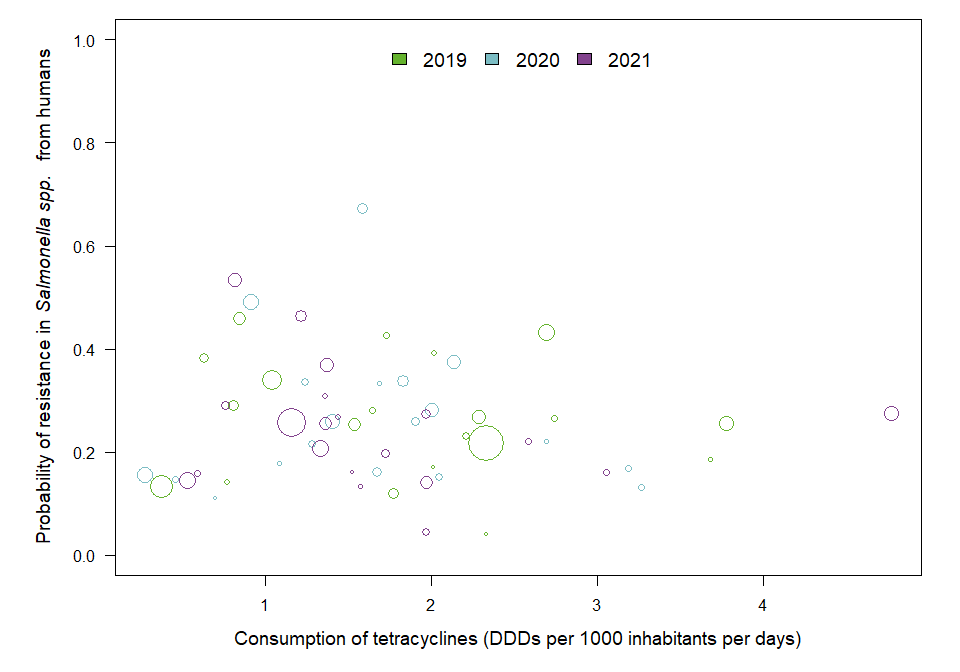 2019 2020 2021
Probability of resistance in Salmonella spp. from humans
1.0
0.8
0.6
0.4
0.2
0.0
1 2 3 4
Consumption of tetracyclines (DDDs per 1000 inhabitants per days)